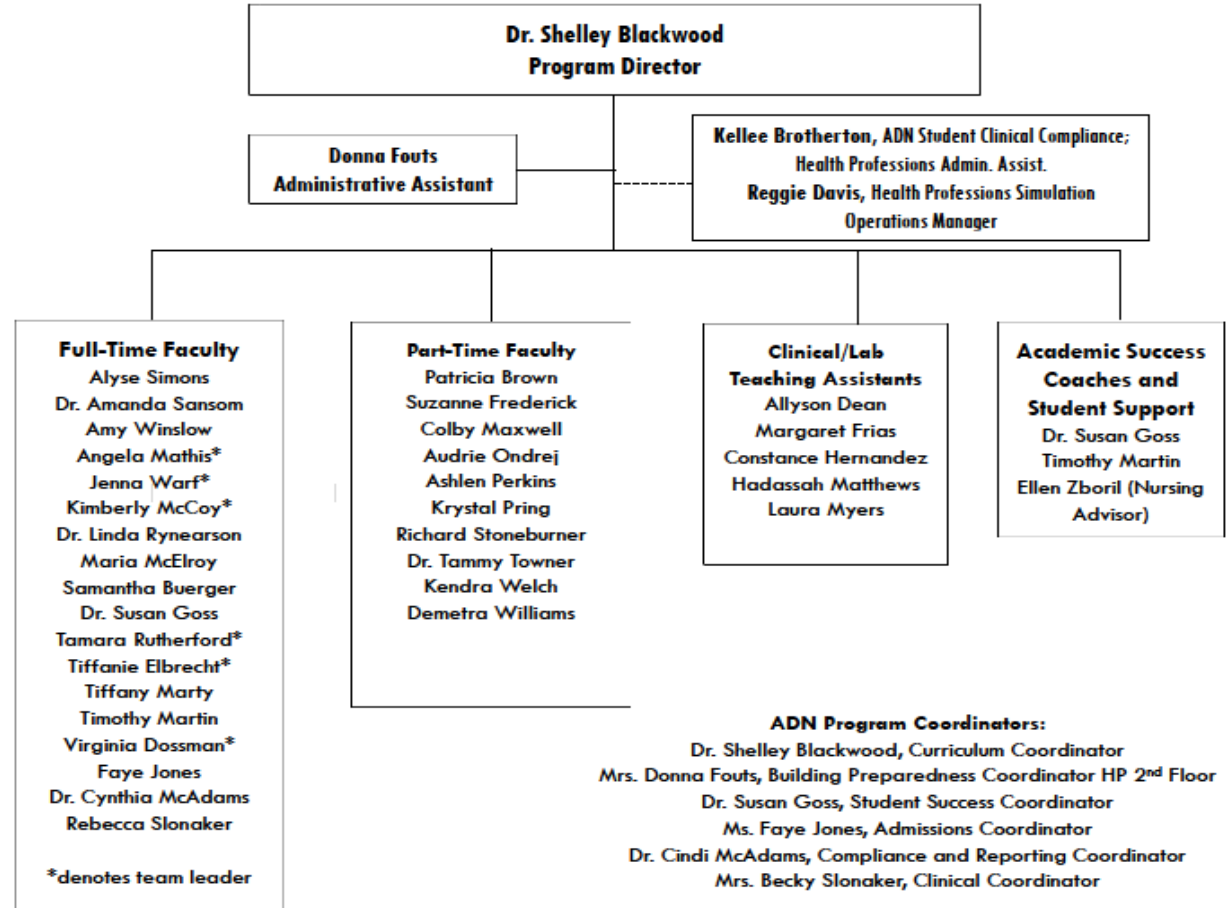 Dr. Shelley Blackwood
Program Director
Donna Fouts
Administrative Assistant
Kellee Brotherton, ADN Student Clinical Compliance;
Health Professions Admin. Assist.
Reggie Davis, Health Professions Simulation
Operations Manager
Full-Time Faculty
Alyse Simons
Dr. Amanda Sansom
Amy Winslow
Angela Mathis*
Jenna Warf*
Kimberly McCoy*
Dr. Linda Rynearson
Maria McElroy
Samantha Buerger
Dr. Susan Goss
Tamara Rutherford*
Tiffanie Elbrecht*
Tiffany Marty
Timothy Martin
Virginia Dossman*
Faye Jones
Dr. Cynthia McAdams
Rebecca Slonaker
*denotes team leader
Part-Time Faculty
Patricia Brown
Suzanne Frederick
Colby Maxwell
Audrie Ondrej
Ashlen Perkins
Krystal Pring
Richard Stoneburner
Dr. Tammy Towner
Kendra Welch
Demetra Williams
Clinical/Lab
Teaching Assistants
Allyson Dean
Margaret Frias
Constance Hernandez
Hadassah Matthews
Laura Myers
Academic Success
Coaches and
Student Support
Dr. Susan Goss
Timothy Martin
Ellen Zboril (Nursing
Advisor)
ADN Program Coordinators:
Dr. Shelley Blackwood, Curriculum Coordinator
Mrs. Donna Fouts, Building Preparedness Coordinator HP 2nd Floor
Dr. Susan Goss, Student Success Coordinator
Ms. Faye Jones, Admissions Coordinator
Dr. Cindi McAdams, Compliance and Reporting Coordinator
Mrs. Becky Slonaker, Clinical Coordinator